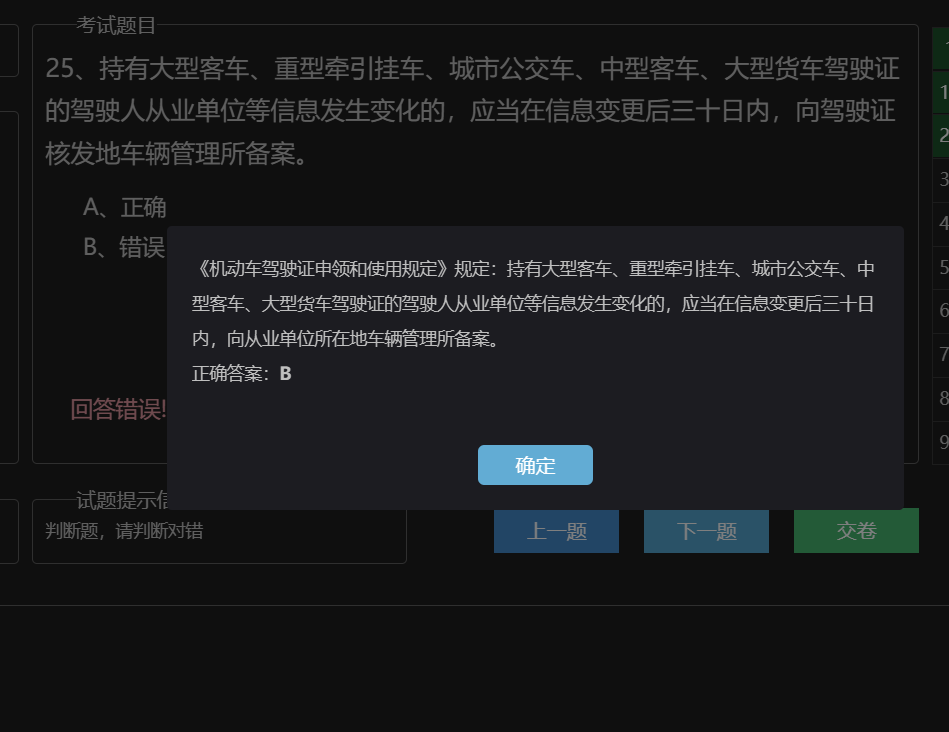 考试题目
25、持有大型客车、重型牵引挂车、城市公交车、中型客车、大型货车驾驶证
的驾驶人从业单位等信息发生变化的，应当在信息变更后三十日内，向驾驶证
核发地车辆管理所备案。
A、正确
B、错误
《机动车驾驶证申领和使用规定》规定：持有大型客车、重型牵引挂车、城市公交车、中
型客车、大型货车驾驶证的驾驶人从业单位等信息发生变化的，应当在信息变更后三十日
内，向从业单位所在地车辆管理所备案。
正确答案：B
回答错误!
确定
试题提示信
判断题，请判断对错
上一题
下一题
交卷
1
2
3
4
5
6
7
8
9